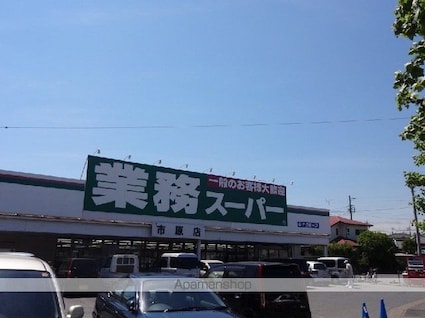 一般のお客様大歓迎
業務スーパー
市原店
Apamanshop